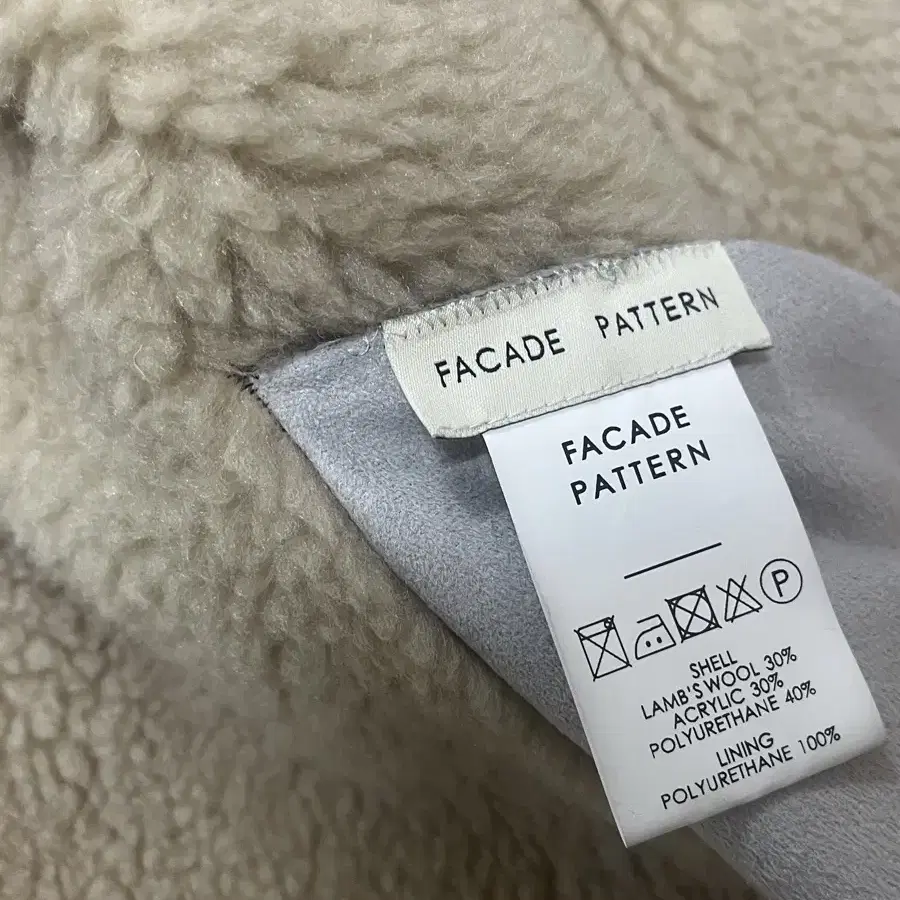 FACADE PATTERN
FACADE
PATTERN
P
SHELL
LAMB'S WOOL 30%
ACRYLIC 30%
POLYURETHANE 40%
LINING
POLYURETHANE 100%